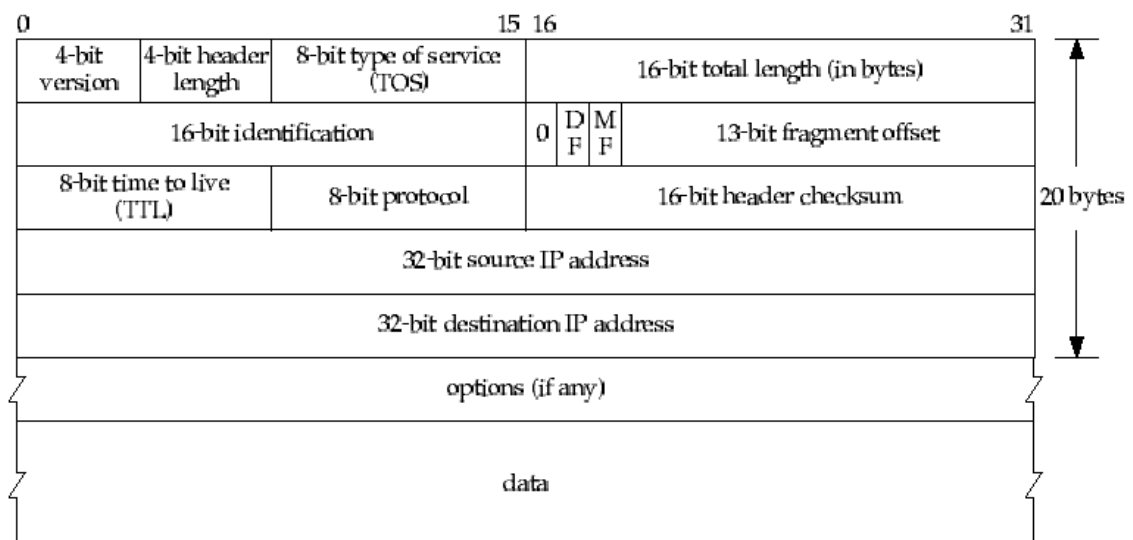 0 15 16 31
4-bit version 4-bit header length 8-bit type of service (TOS) 16-bit total length (in bytes)
16-bit identification 0 DF MF 13-bit fragment offset
8-bit time to live (TTL) 8-bit protocol 16-bit header checksum 20 bytes
32-bit source IP address
32-bit destination IP address
options (if any)
data